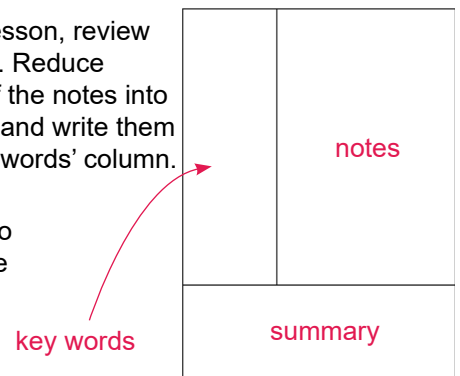 esson, review
. Reduce
f the notes into
and write them
words’ column.
o
e
key words
notes
summary